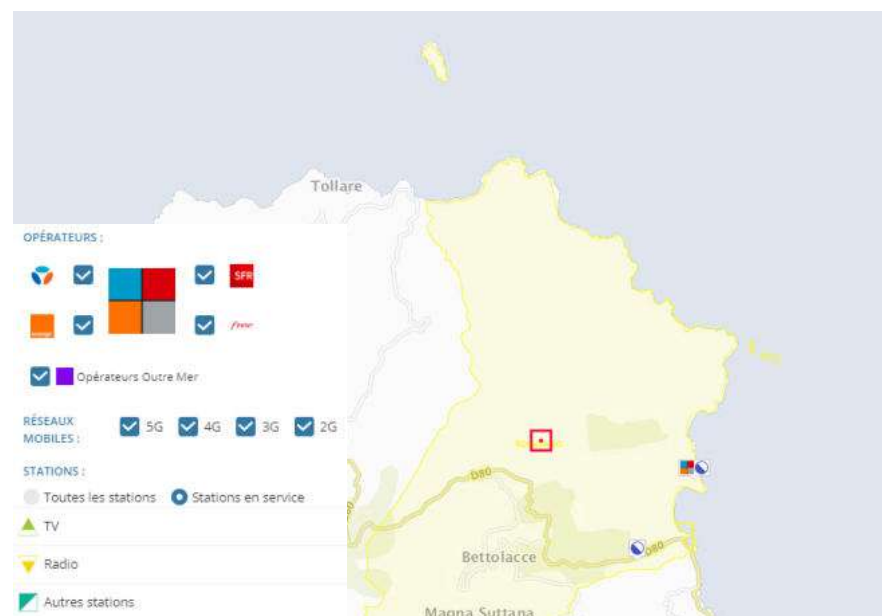 Tollare
OPÉRATEURS :
SFR
free
Opérateurs Outre Mer
RÉSEAUX
MOBILES :
5G
4G
3G
2G
STATIONS :
Toutes les stations
Stations en service
TV
Radio
Autres stations
D80
D80
Bettolacce
Magna Suttana